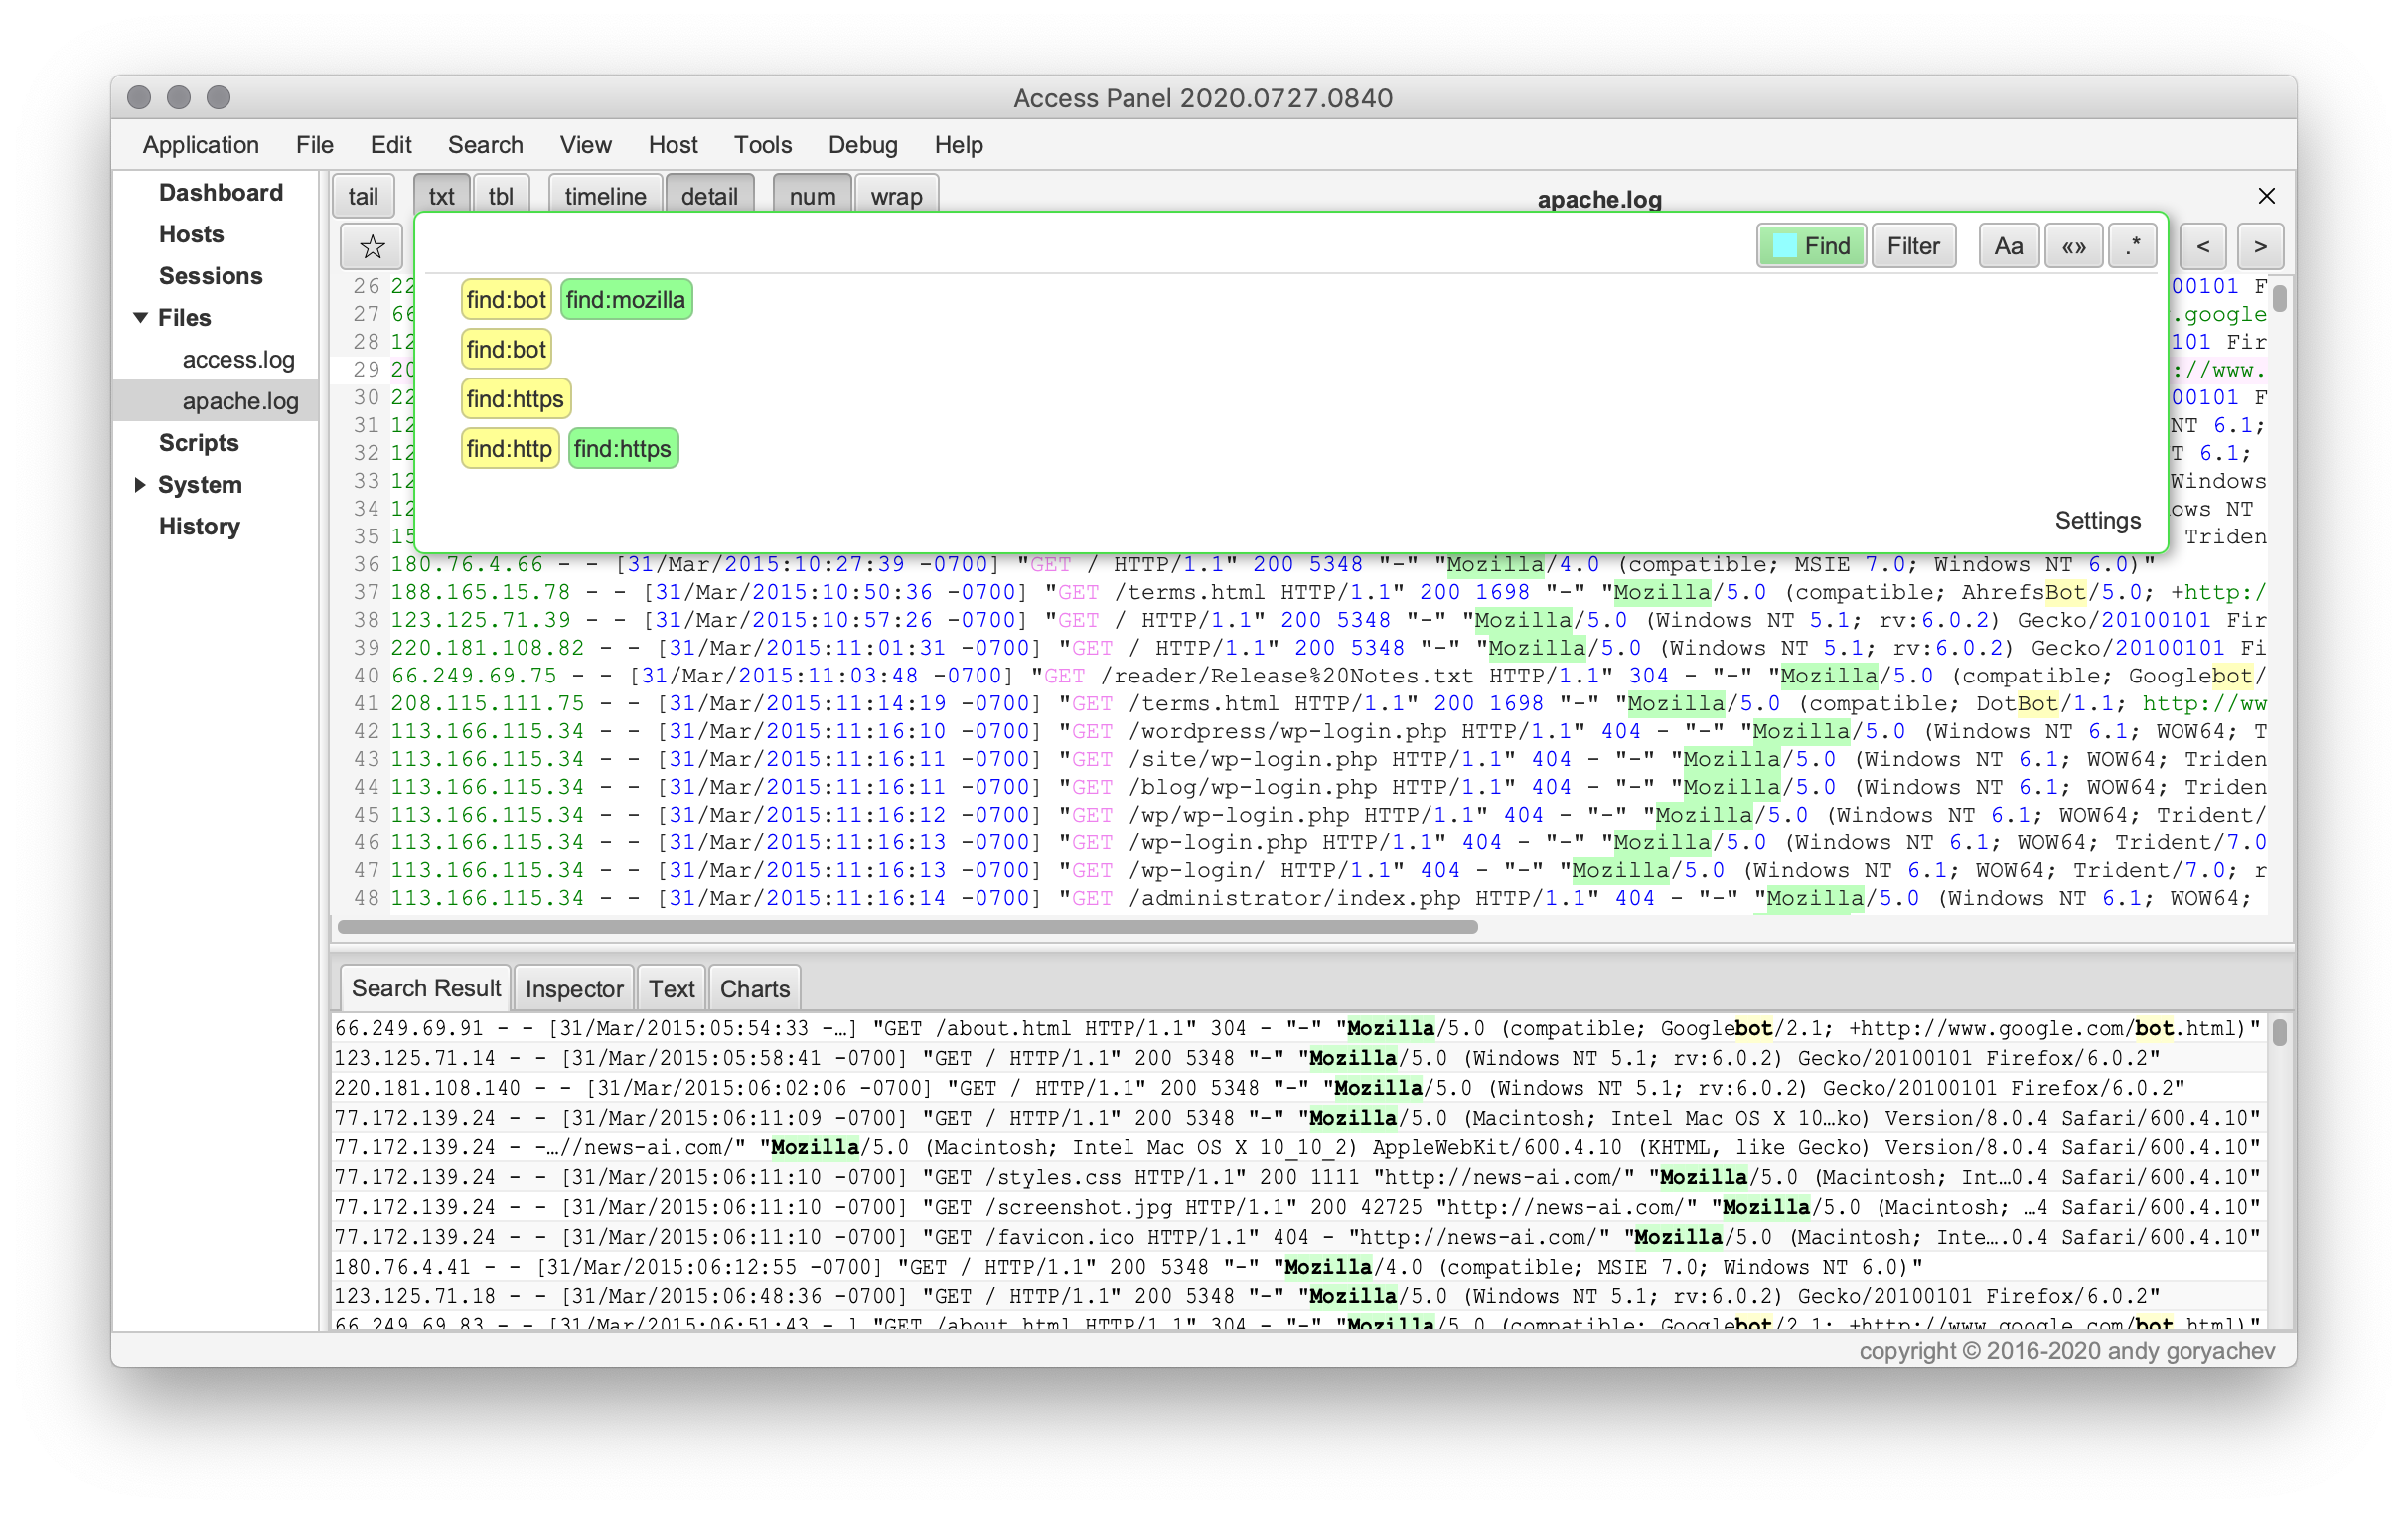 Access Panel 2020.0727.0840
Application File Edit Search View Host Tools Debug Help
Dashboard
Hosts
Sessions
Files
access.log
apache.log
Scripts
System
History
tail txt tbl timeline detail num wrap apache.log
☆ Find Filter Aa «» .* < >
find:bot find:mozilla
find:bot
find:https
find:http find:https
Settings
26 22 00101 F
27 66 .google
28 12 101 Fir
29 20 ://www.
30 22 00101 F
31 12 NT 6.1;
32 12 T 6.1;
33 12 Windows
34 12 ows NT
35 15 Triden
36 180.76.4.66 - - [31/Mar/2015:10:27:39 -0700] "GET / HTTP/1.1" 200 5348 "-" "Mozilla/4.0 (compatible; MSIE 7.0; Windows NT 6.0)"
37 188.165.15.78 - - [31/Mar/2015:10:50:36 -0700] "GET /terms.html HTTP/1.1" 200 1698 "-" "Mozilla/5.0 (compatible; AhrefsBot/5.0; +http:/
38 123.125.71.39 - - [31/Mar/2015:10:57:26 -0700] "GET / HTTP/1.1" 200 5348 "-" "Mozilla/5.0 (Windows NT 5.1; rv:6.0.2) Gecko/20100101 Fir
39 220.181.108.82 - - [31/Mar/2015:11:01:31 -0700] "GET / HTTP/1.1" 200 5348 "-" "Mozilla/5.0 (Windows NT 5.1; rv:6.0.2) Gecko/20100101 Fi
40 66.249.69.75 - - [31/Mar/2015:11:03:48 -0700] "GET /reader/Release%20Notes.txt HTTP/1.1" 304 - "-" "Mozilla/5.0 (compatible; Googlebot/
41 208.115.111.75 - - [31/Mar/2015:11:14:19 -0700] "GET /terms.html HTTP/1.1" 200 1698 "-" "Mozilla/5.0 (compatible; DotBot/1.1; http://ww
42 113.166.115.34 - - [31/Mar/2015:11:16:10 -0700] "GET /wordpress/wp-login.php HTTP/1.1" 404 - "-" "Mozilla/5.0 (Windows NT 6.1; WOW64; T
43 113.166.115.34 - - [31/Mar/2015:11:16:11 -0700] "GET /site/wp-login.php HTTP/1.1" 404 - "-" "Mozilla/5.0 (Windows NT 6.1; WOW64; Triden
44 113.166.115.34 - - [31/Mar/2015:11:16:11 -0700] "GET /blog/wp-login.php HTTP/1.1" 404 - "-" "Mozilla/5.0 (Windows NT 6.1; WOW64; Triden
45 113.166.115.34 - - [31/Mar/2015:11:16:12 -0700] "GET /wp/wp-login.php HTTP/1.1" 404 - "-" "Mozilla/5.0 (Windows NT 6.1; WOW64; Trident/
46 113.166.115.34 - - [31/Mar/2015:11:16:13 -0700] "GET /wp-login.php HTTP/1.1" 404 - "-" "Mozilla/5.0 (Windows NT 6.1; WOW64; Trident/7.0
47 113.166.115.34 - - [31/Mar/2015:11:16:13 -0700] "GET /wp-login/ HTTP/1.1" 404 - "-" "Mozilla/5.0 (Windows NT 6.1; WOW64; Trident/7.0; r
48 113.166.115.34 - - [31/Mar/2015:11:16:14 -0700] "GET /administrator/index.php HTTP/1.1" 404 - "-" "Mozilla/5.0 (Windows NT 6.1; WOW64;
Search Result Inspector Text Charts
66.249.69.91 - - [31/Mar/2015:05:54:33 -…] "GET /about.html HTTP/1.1" 304 - "-" "Mozilla/5.0 (compatible; Googlebot/2.1; +http://www.google.com/bot.html)"
123.125.71.14 - - [31/Mar/2015:05:58:41 -0700] "GET / HTTP/1.1" 200 5348 "-" "Mozilla/5.0 (Windows NT 5.1; rv:6.0.2) Gecko/20100101 Firefox/6.0.2"
220.181.108.140 - - [31/Mar/2015:06:02:06 -0700] "GET / HTTP/1.1" 200 5348 "-" "Mozilla/5.0 (Windows NT 5.1; rv:6.0.2) Gecko/20100101 Firefox/6.0.2"
77.172.139.24 - - [31/Mar/2015:06:11:09 -0700] "GET / HTTP/1.1" 200 5348 "-" "Mozilla/5.0 (Macintosh; Intel Mac OS X 10…ko) Version/8.0.4 Safari/600.4.10"
77.172.139.24 - -…//news-ai.com/" "Mozilla/5.0 (Macintosh; Intel Mac OS X 10_10_2) AppleWebKit/600.4.10 (KHTML, like Gecko) Version/8.0.4 Safari/600.4.10"
77.172.139.24 - - [31/Mar/2015:06:11:10 -0700] "GET /styles.css HTTP/1.1" 200 1111 "http://news-ai.com/" "Mozilla/5.0 (Macintosh; Int…0.4 Safari/600.4.10"
77.172.139.24 - - [31/Mar/2015:06:11:10 -0700] "GET /screenshot.jpg HTTP/1.1" 200 42725 "http://news-ai.com/" "Mozilla/5.0 (Macintosh; …4 Safari/600.4.10"
77.172.139.24 - - [31/Mar/2015:06:11:10 -0700] "GET /favicon.ico HTTP/1.1" 404 - "http://news-ai.com/" "Mozilla/5.0 (Macintosh; Inte….0.4 Safari/600.4.10"
180.76.4.41 - - [31/Mar/2015:06:12:55 -0700] "GET / HTTP/1.1" 200 5348 "-" "Mozilla/4.0 (compatible; MSIE 7.0; Windows NT 6.0)"
123.125.71.18 - - [31/Mar/2015:06:48:36 -0700] "GET / HTTP/1.1" 200 5348 "-" "Mozilla/5.0 (Windows NT 5.1; rv:6.0.2) Gecko/20100101 Firefox/6.0.2"
66.249.69.83 - - [31/Mar/2015:06:51:43 -…] "GET /about.html HTTP/1.1" 304 - "-" "Mozilla/5.0 (compatible; Googlebot/2.1; +http://www.google.com/bot.html)"
copyright © 2016-2020 andy goryachev